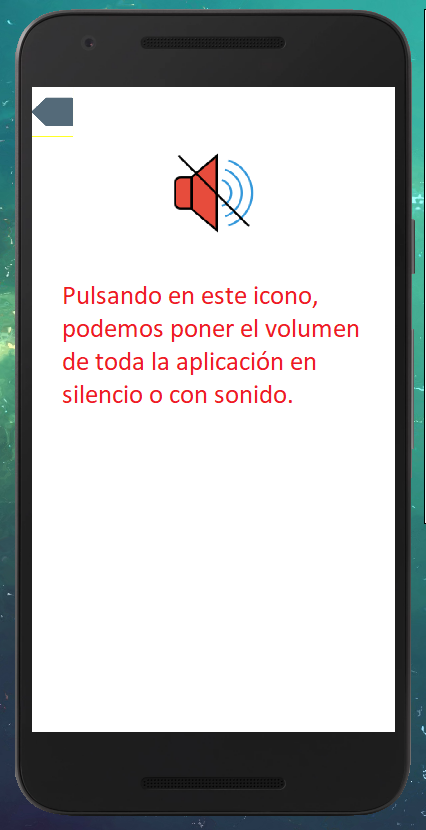 Pulsando en este icono,
podemos poner el volumen
de toda la aplicación en
silencio o con sonido.